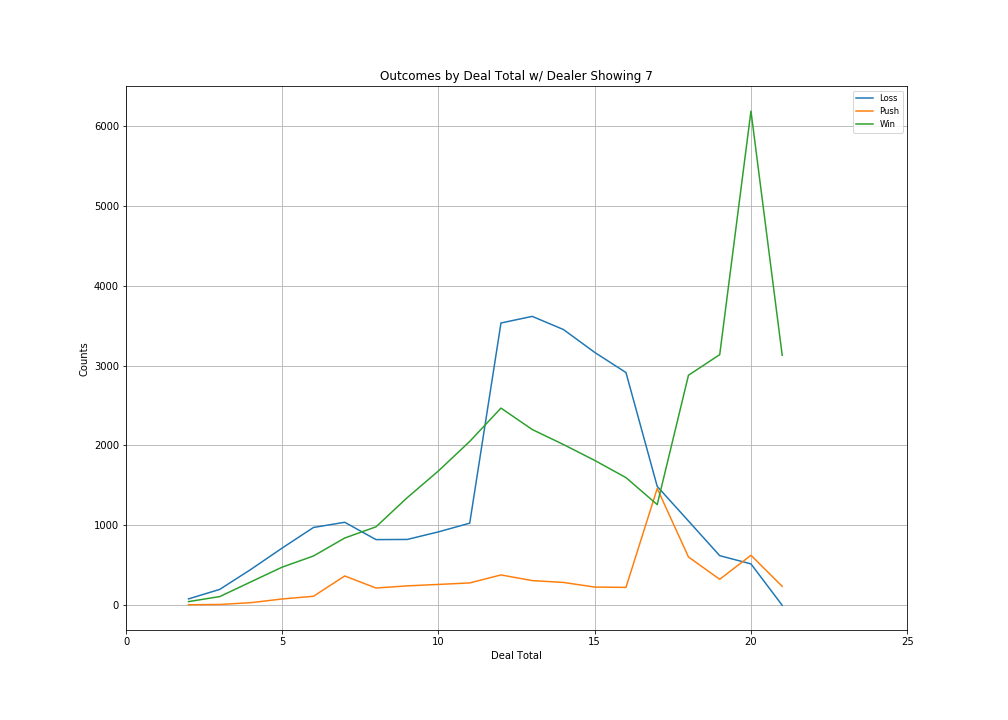 Outcomes by Deal Total w/ Dealer Showing 7
Loss
Push
Win
6000
5000
4000
3000
2000
1000
0
Counts
0 5 10 15 20 25
Deal Total